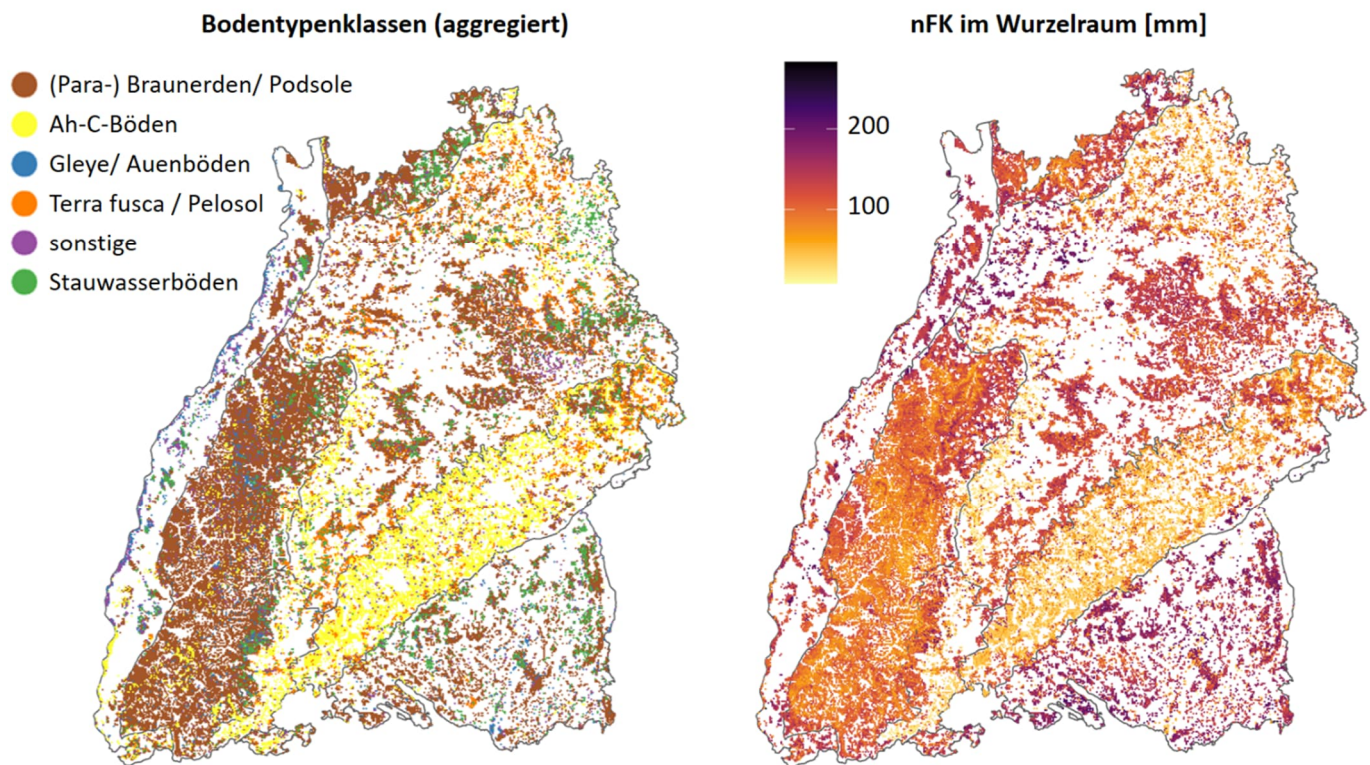 Bodentypenklassen (aggregiert)
(Para-) Braunerden/ Podsole
Ah-C-Böden
Gleye/ Auenböden
Terra fusca / Pelosol
sonstige
Stauwasserböden
nFK im Wurzelraum [mm]
200
100